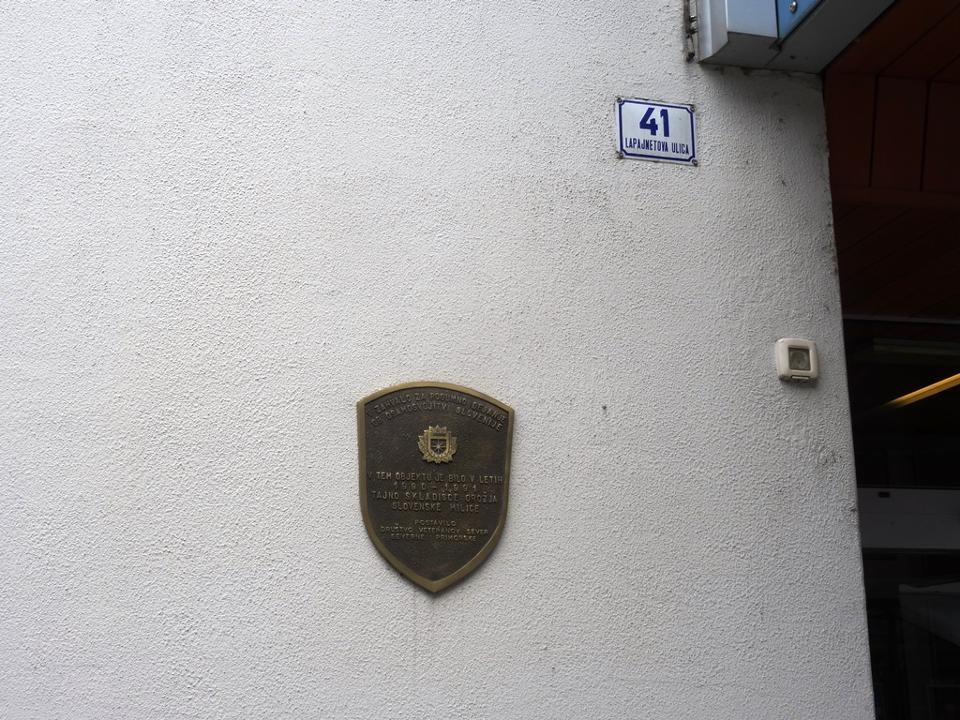 41
LAPAJNETOVA ULICA
V ZAHVALO ZA POGUMNO DEJANJE
OB OSAMOSVOJITVI SLOVENIJE
V TEM OBJEKTU JE BILO V LETIH
1990 - 1991
TAJNO SKLADIŠČE OROŽJA
SLOVENSKE MILICE
POSTAVILO
DRUŠTVO VETERANOV SEVER
SEVERNE PRIMORSKE